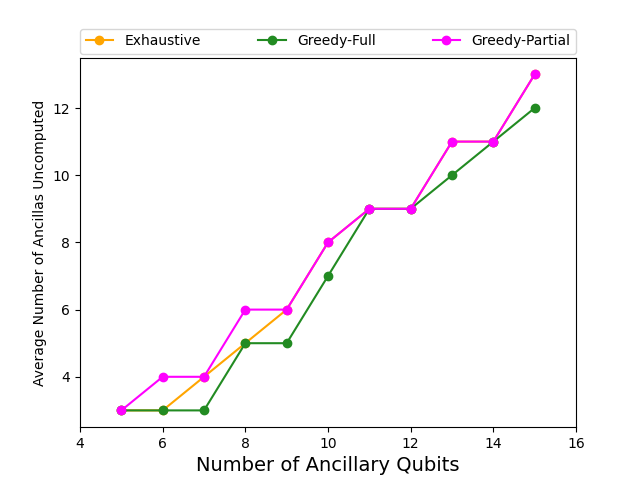 Exhaustive Greedy-Full Greedy-Partial
12
10
8
6
4
Average Number of Ancillas Uncomputed
4 6 8 10 12 14 16
Number of Ancillary Qubits